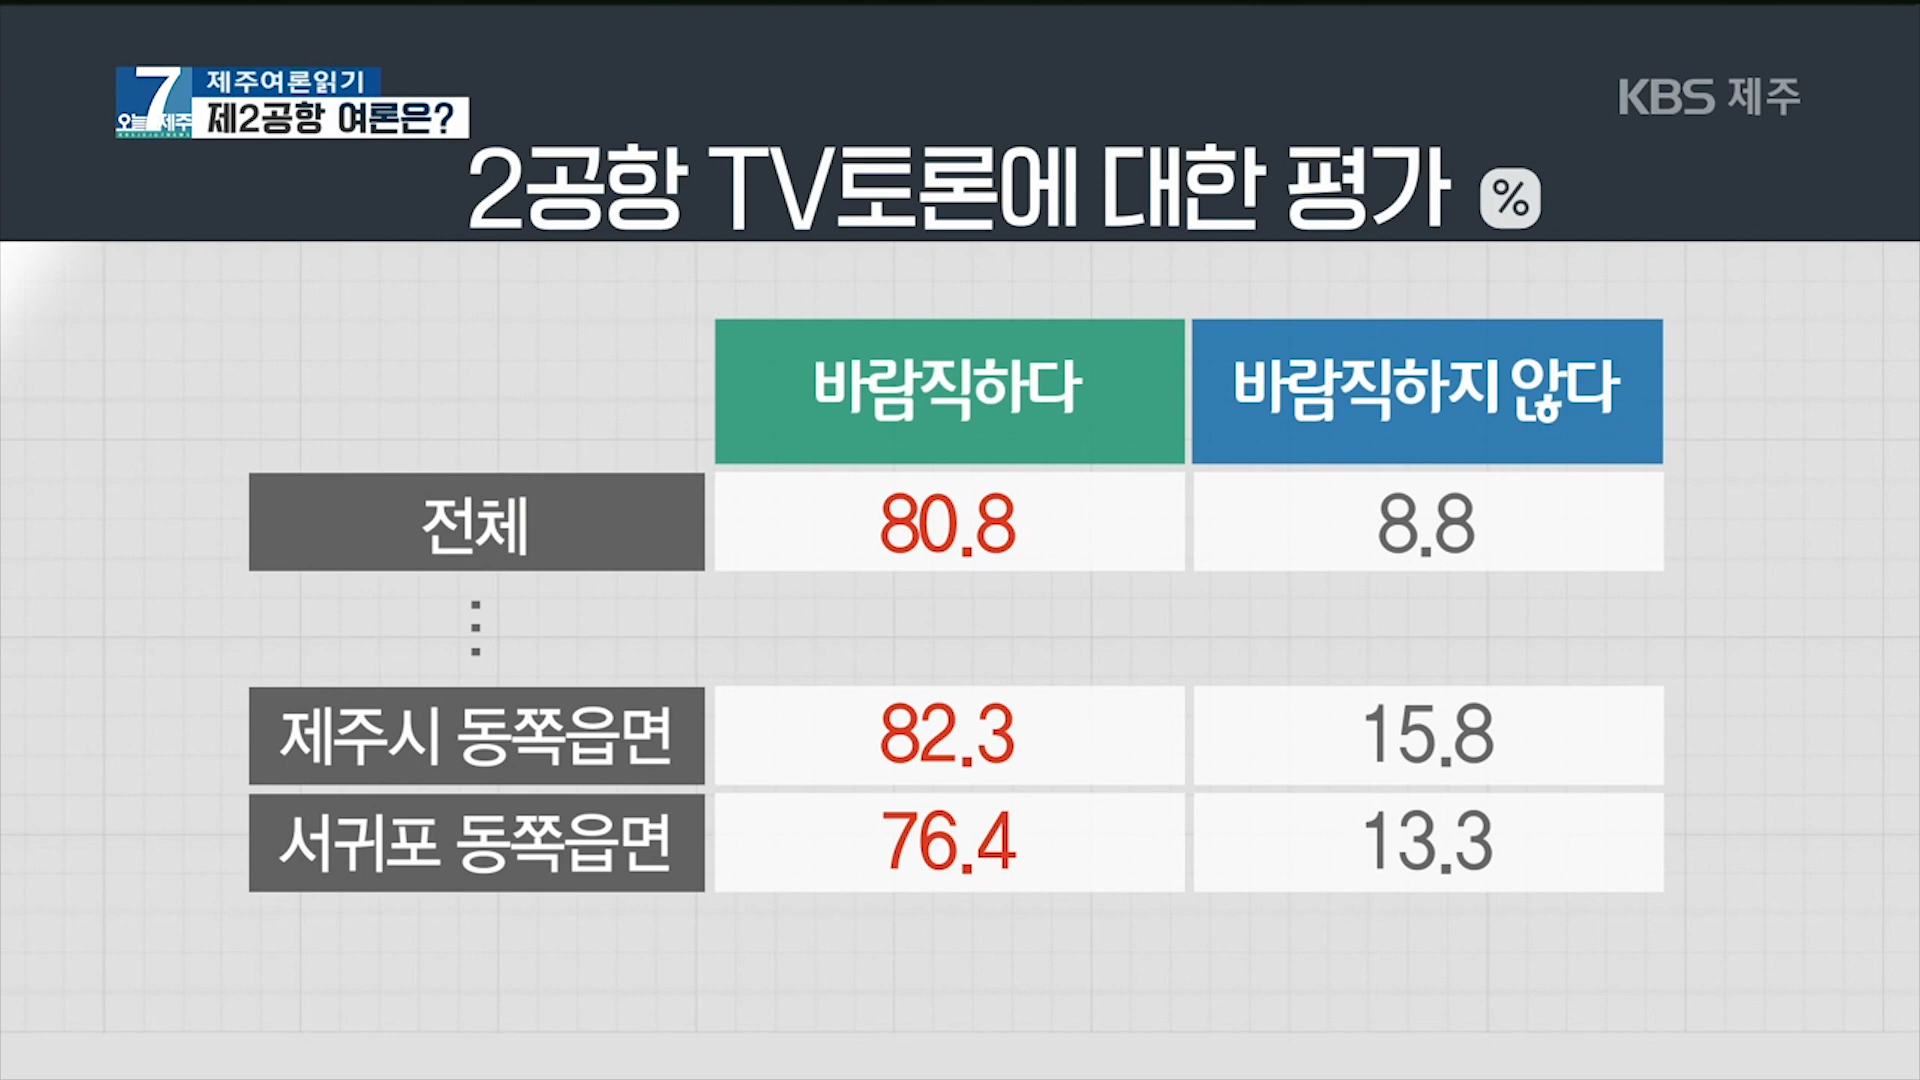 7 오늘 제주
제주여론읽기
제2공항 여론은?
KBS 제주
2공항 TV토론에 대한 평가 %
바람직하다 바람직하지 않다
전체 80.8 8.8
⋮
제주시 동쪽읍면 82.3 15.8
서귀포 동쪽읍면 76.4 13.3